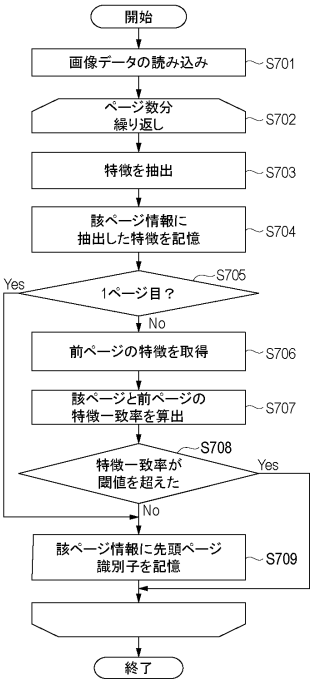 開始
画像データの読み込み
S701
ページ数分
繰り返し
S702
特徴を抽出
S703
該ページ情報に
抽出した特徴を記憶
S704
S705
Yes
1ページ目？
No
前ページの特徴を取得
S706
該ページと前ページの
特徴一致率を算出
S707
S708
特徴一致率が
閾値を超えた
Yes
No
該ページ情報に先頭ページ
識別子を記憶
S709
終了